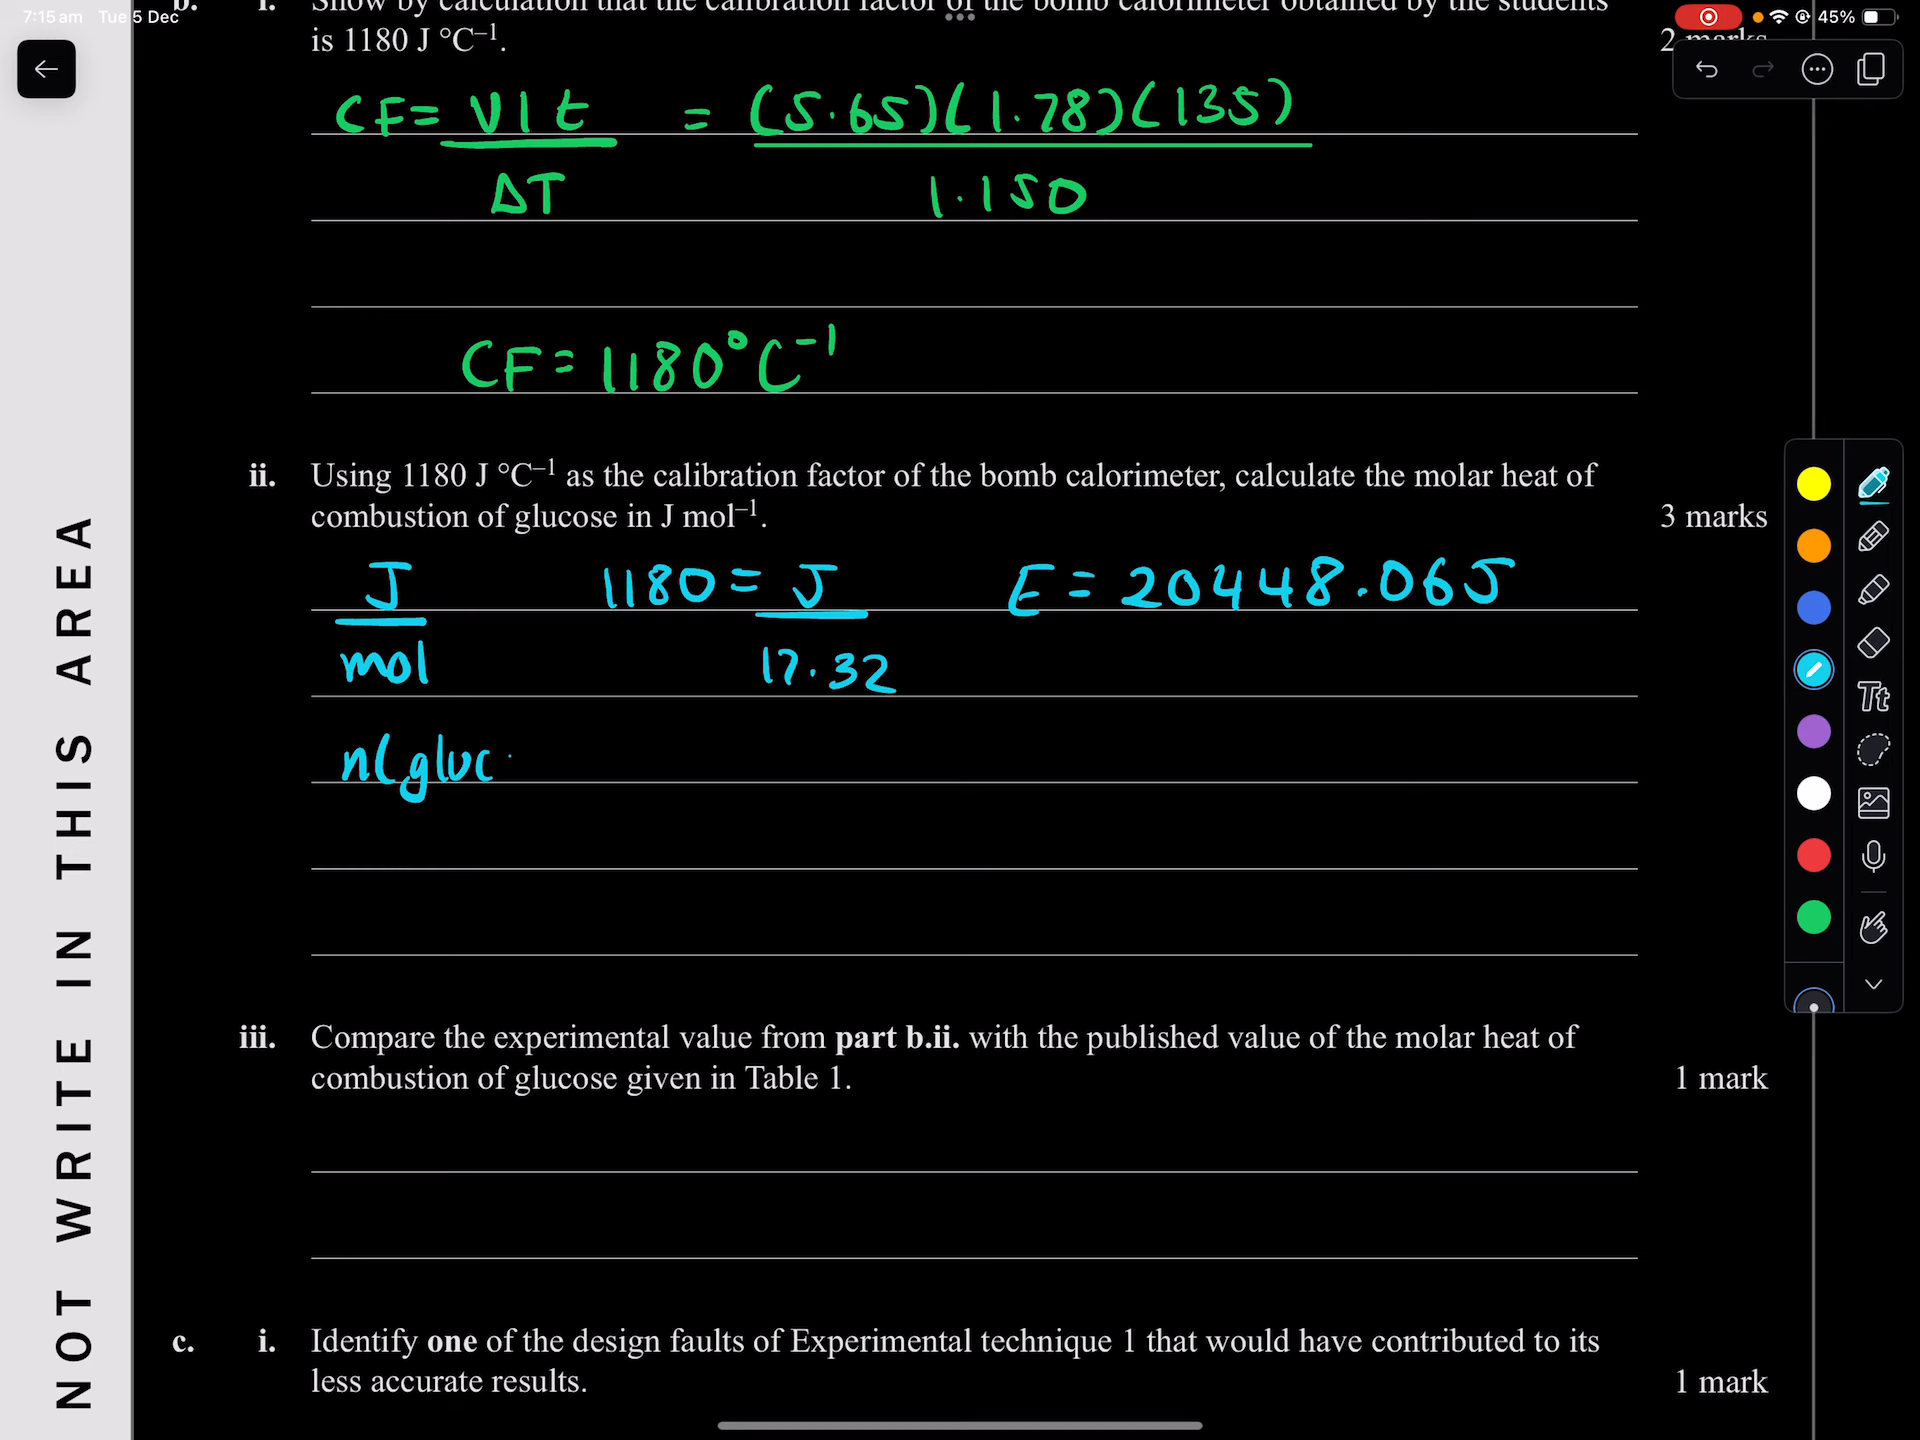 7:15 am Tue 5 Dec
45%
b. i. Show by calculation that the calibration factor of the bomb calorimeter obtained by the students
is 1180 J °C⁻¹.
2 marks
CF = VIt = (5.65)(1.78)(135)
ΔT 1.150
CF = 1180°C⁻¹
ii. Using 1180 J °C⁻¹ as the calibration factor of the bomb calorimeter, calculate the molar heat of
combustion of glucose in J mol⁻¹.
3 marks
J 1180 = J E = 20448.06J
mol 17.32
n(gluc
iii. Compare the experimental value from part b.ii. with the published value of the molar heat of
combustion of glucose given in Table 1.
1 mark
c. i. Identify one of the design faults of Experimental technique 1 that would have contributed to its
less accurate results.
1 mark
NOT WRITE IN THIS AREA
Tt